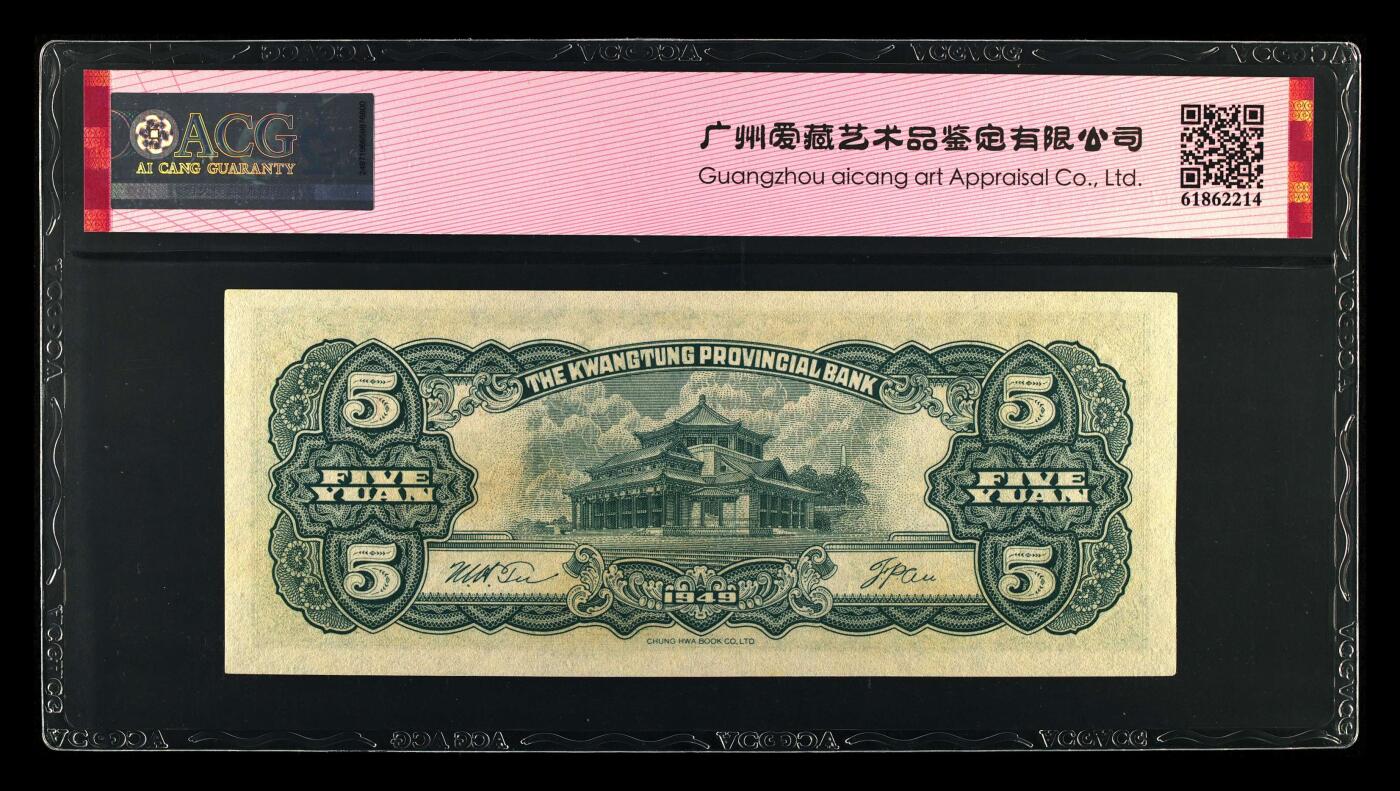 ACG
AI CANG GUARANTY
广州爱藏艺术品鉴定有限公司
Guangzhou aicang art Appraisal Co., Ltd.
61862214
THE KWANGTUNG PROVINCIAL BANK
5
5
FIVE
YUAN
FIVE
YUAN
5
5
1949
CHUNG HWA BOOK CO., LTD